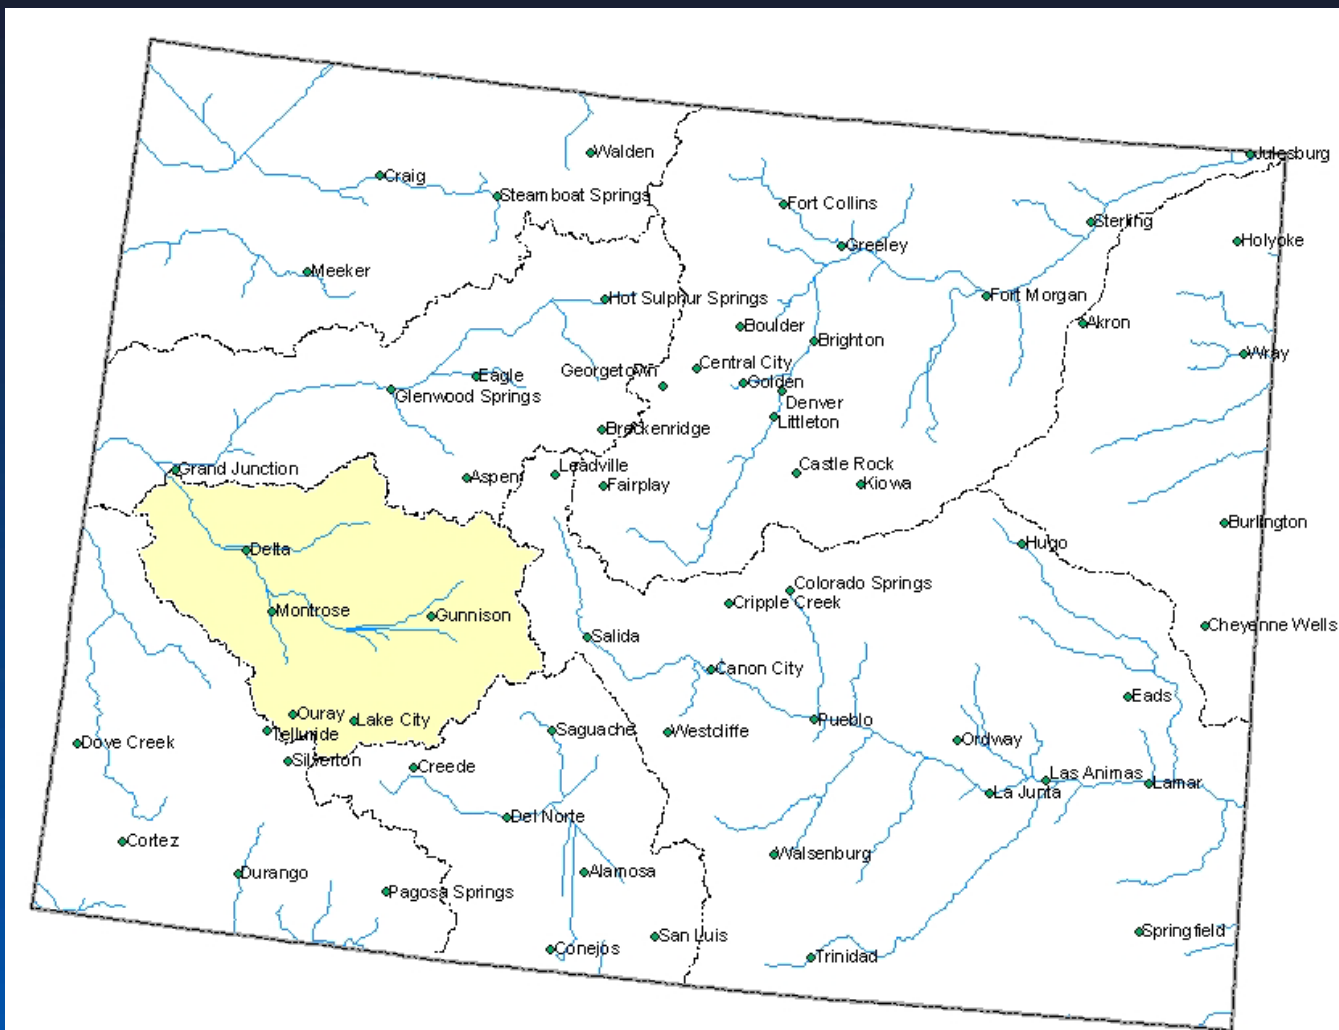 Julesburg
Walden
Craig
Steamboat Springs
Fort Collins
Sterling
Holyoke
Greeley
Meeker
Hot Sulphur Springs
Fort Morgan
Boulder
Akron
Brighton
Wray
Central City
Georgetown
Eagle
Golden
Glenwood Springs
Denver
Littleton
Breckenridge
Leadville
Castle Rock
Grand Junction
Aspen
Fairplay
Kiowa
Burlington
Hugo
Delta
Colorado Springs
Cripple Creek
Montrose
Gunnison
Cheyenne Wells
Salida
Canon City
Eads
Ouray
Lake City
Pueblo
Telluride
Saguache
Westcliffe
Dove Creek
Ordway
Silverton
Creede
Las Animas
Lamar
La Junta
Del Norte
Cortez
Walsenburg
Durango
Alamosa
Pagosa Springs
San Luis
Springfield
Conejos
Trinidad